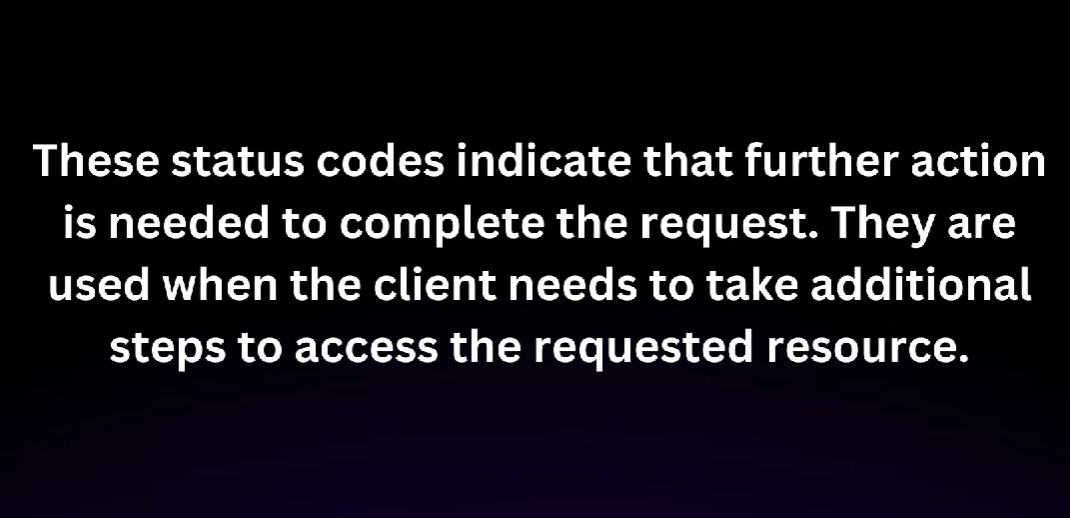 These status codes indicate that further action
is needed to complete the request. They are
used when the client needs to take additional
steps to access the requested resource.